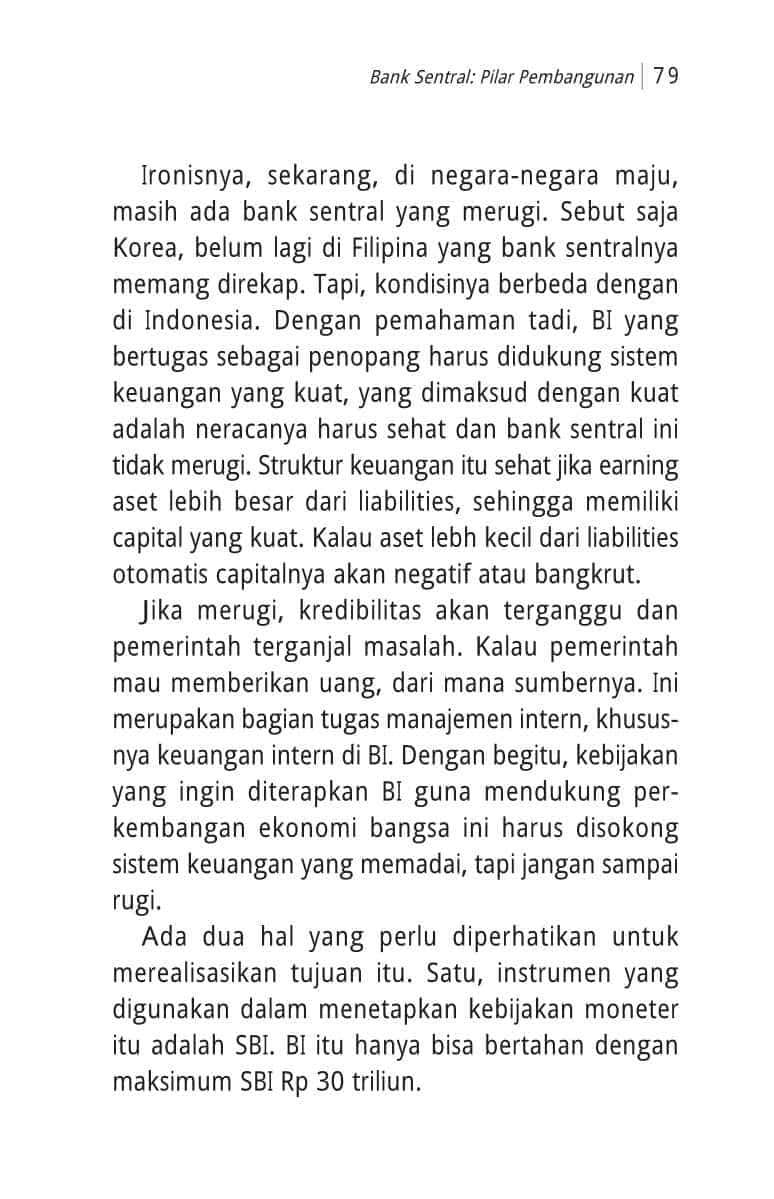 Bank Sentral: Pilar Pembangunan 79
Ironisnya, sekarang, di negara-negara maju,
masih ada bank sentral yang merugi. Sebut saja
Korea, belum lagi di Filipina yang bank sentralnya
memang direkap. Tapi, kondisinya berbeda dengan
di Indonesia. Dengan pemahaman tadi, BI yang
bertugas sebagai penopang harus didukung sistem
keuangan yang kuat, yang dimaksud dengan kuat
adalah neracanya harus sehat dan bank sentral ini
tidak merugi. Struktur keuangan itu sehat jika earning
aset lebih besar dari liabilities, sehingga memiliki
capital yang kuat. Kalau aset lebh kecil dari liabilities
otomatis capitalnya akan negatif atau bangkrut.
Jika merugi, kredibilitas akan terganggu dan
pemerintah terganjal masalah. Kalau pemerintah
mau memberikan uang, dari mana sumbernya. Ini
merupakan bagian tugas manajemen intern, khusus-
nya keuangan intern di BI. Dengan begitu, kebijakan
yang ingin diterapkan BI guna mendukung per-
kembangan ekonomi bangsa ini harus disokong
sistem keuangan yang memadai, tapi jangan sampai
rugi.
Ada dua hal yang perlu diperhatikan untuk
merealisasikan tujuan itu. Satu, instrumen yang
digunakan dalam menetapkan kebijakan moneter
itu adalah SBI. BI itu hanya bisa bertahan dengan
maksimum SBI Rp 30 triliun.